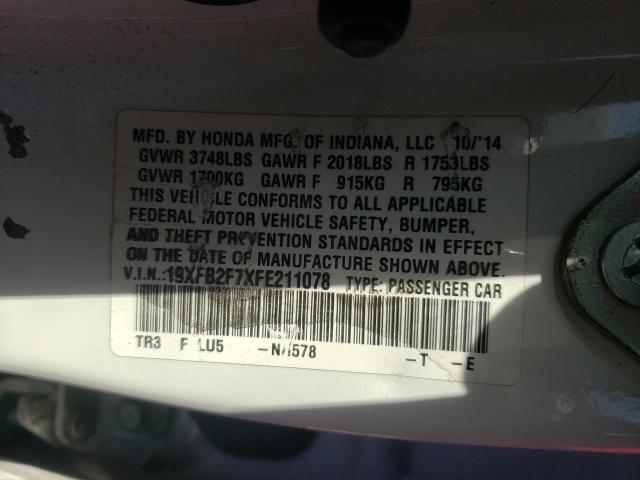 MFD. BY HONDA MFG. OF INDIANA, LLC 10/'14
GVWR 3748LBS GAWR F 2018LBS R 1753LBS
GVWR 1700KG GAWR F 915KG R 795KG
THIS VEHICLE CONFORMS TO ALL APPLICABLE
FEDERAL MOTOR VEHICLE SAFETY, BUMPER,
AND THEFT PREVENTION STANDARDS IN EFFECT
ON THE DATE OF MANUFACTURE SHOWN ABOVE.
V.I.N.:19XFB2F7XFE211078 TYPE: PASSENGER CAR
TR3 F LU5 -NH578 -T -E